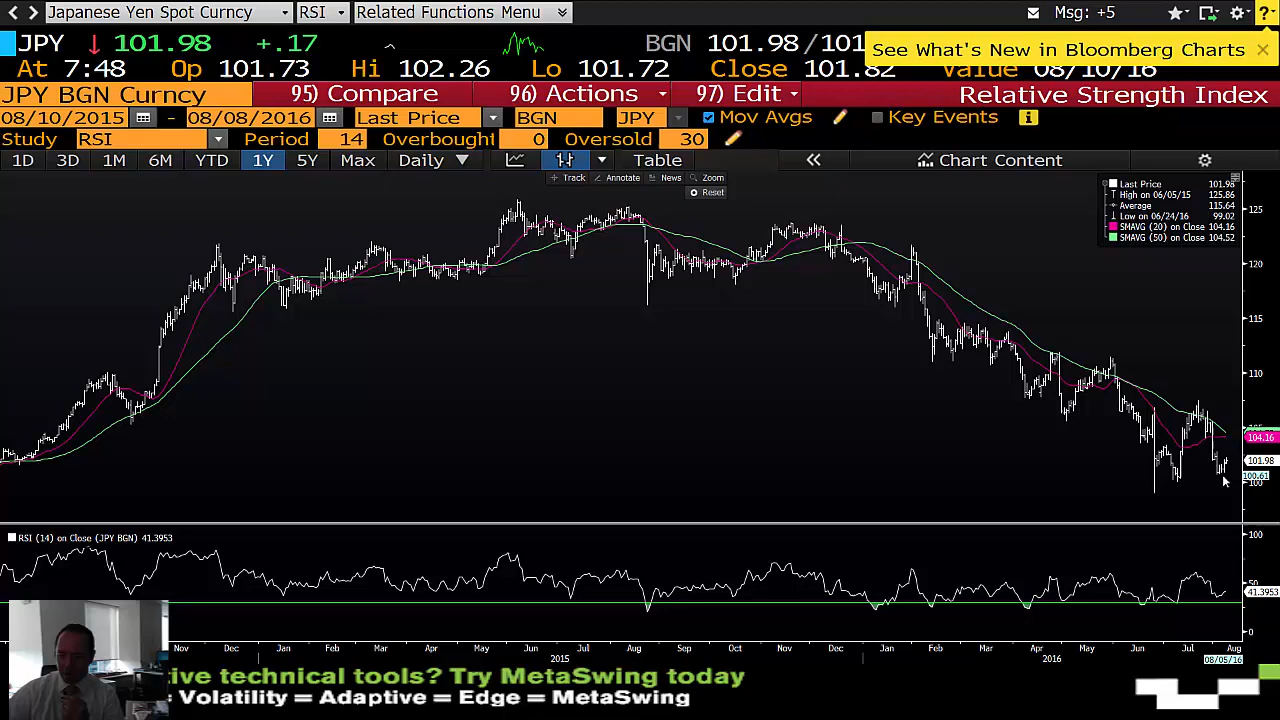 Japanese Yen Spot Curncy RSI Related Functions Menu Msg: +5 ?
JPY 101.98 +.17 BGN 101.98 /101
See What's New in Bloomberg Charts
At 7:48 Op 101.73 Hi 102.26 Lo 101.72 Close 101.82 Value 08/10/16
JPY BGN Curncy 95) Compare 96) Actions 97) Edit Relative Strength Index
08/10/2015 - 08/08/2016 Last Price BGN JPY Mov Avgs Key Events
Study RSI Period 14 Overbought 0 Oversold 30
1D 3D 1M 6M YTD 1Y 5Y Max Daily Table Chart Content
Track Annotate News Zoom
Reset
Last Price 101.98
High on 06/05/15 125.86
Average 115.64
Low on 06/24/16 99.02
SMAVG (20) on Close 104.16
SMAVG (50) on Close 104.52
125
120
115
110
104.16
101.98
100.61
100
RSI (14) on Close (JPY BGN) 41.3953
100
50
41.3953
0
Nov Dec Jan Feb Mar Apr May Jun Jul Aug Sep Oct Nov Dec Jan Feb Mar Apr May Jun Jul Aug
2015 2016 08/05/16
tive technical tools? Try MetaSwing today
= Volatility = Adaptive = Edge = MetaSwing